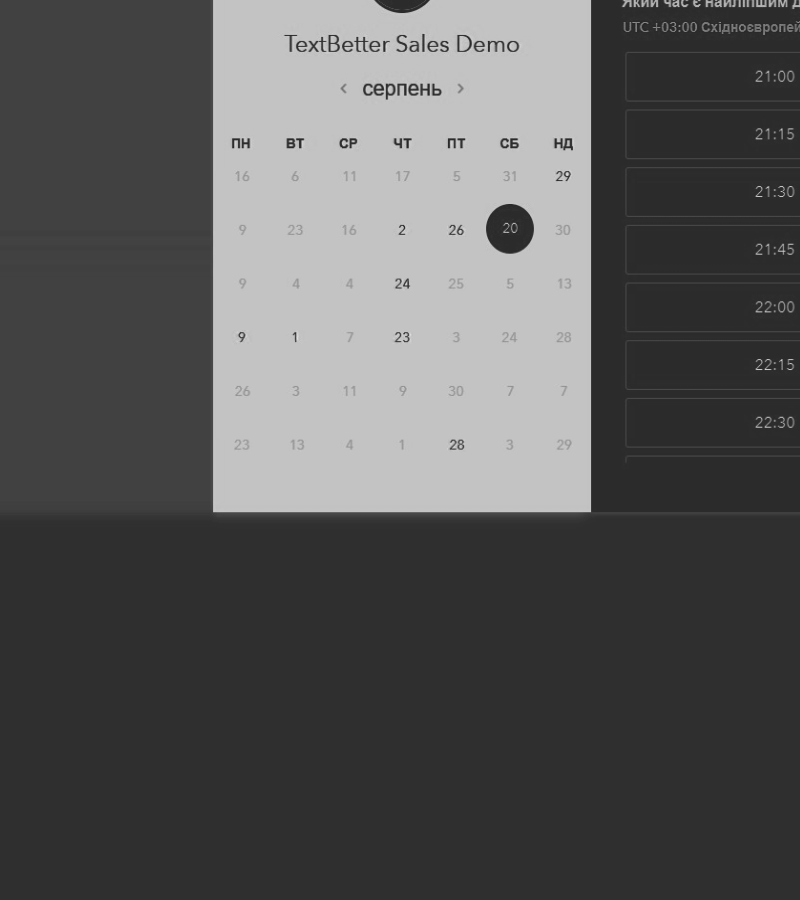 TextBetter Sales Demo
‹ серпень ›
ПН ВТ СР ЧТ ПТ СБ НД
16 6 11 17 5 31 29
9 23 16 2 26 20 30
9 4 4 24 25 5 13
9 1 7 23 3 24 28
26 3 11 9 30 7 7
23 13 4 1 28 3 29
Який час є найліпшим д
UTC +03:00 Східноєвропей
21:00
21:15
21:30
21:45
22:00
22:15
22:30